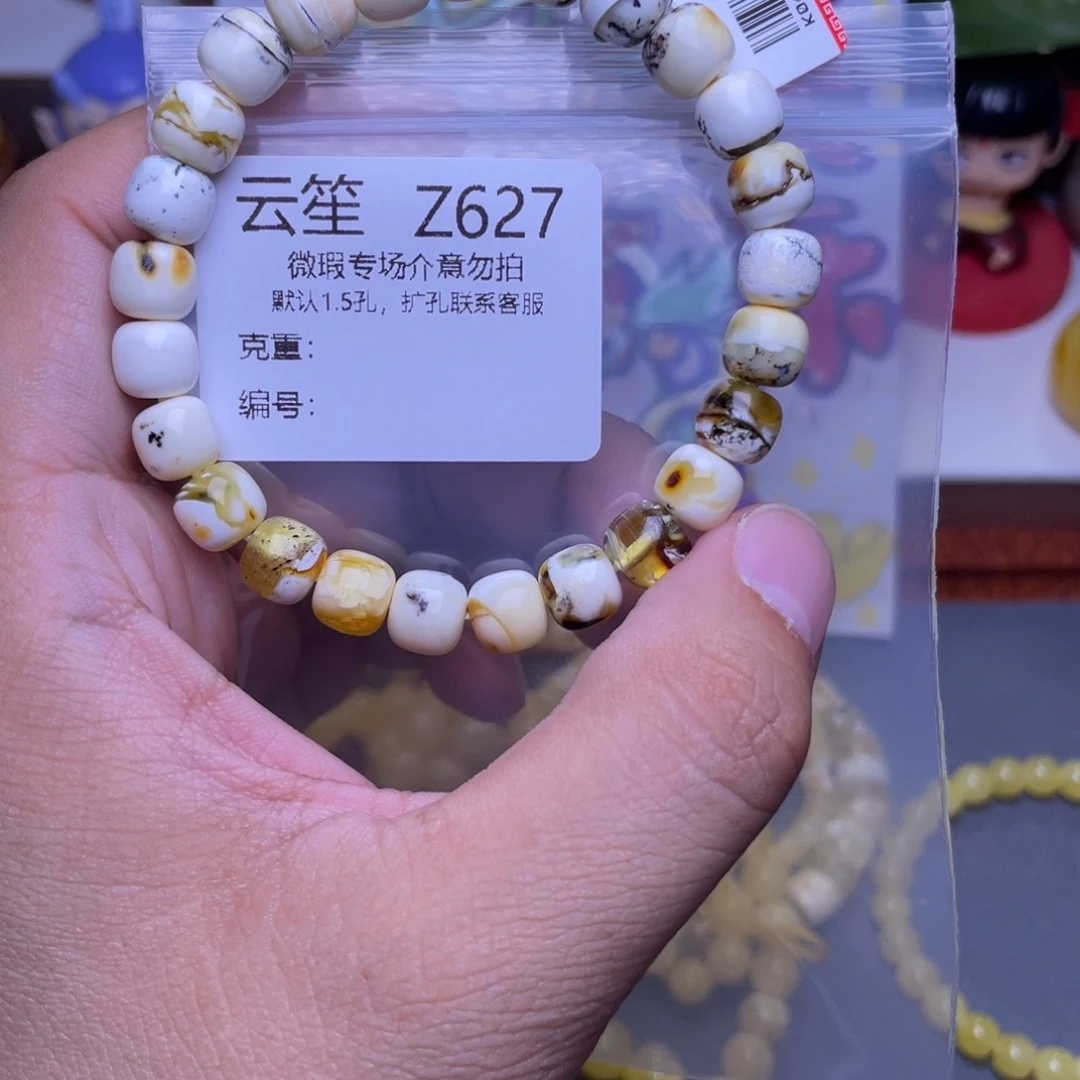 云笙 Z627
微瑕专场介意勿拍
默认1.5孔，扩孔联系客服
克重：
编号：